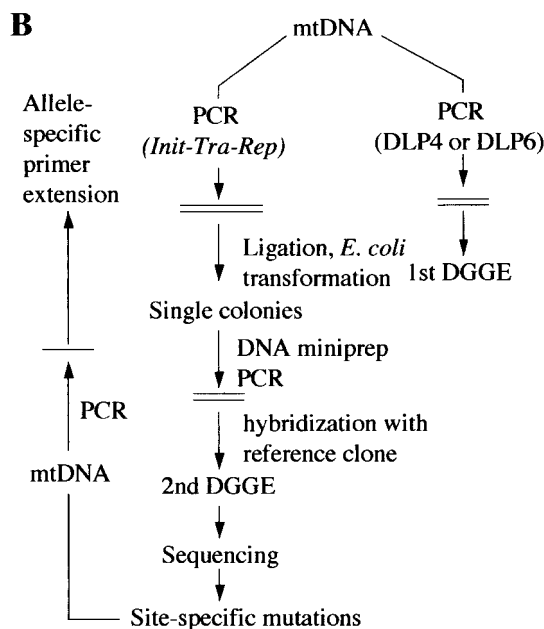 B
mtDNA
Allele-
specific
primer
extension
PCR
(Init-Tra-Rep)
PCR
(DLP4 or DLP6)
Ligation, E. coli
transformation
1st DGGE
Single colonies
DNA miniprep
PCR
hybridization with
reference clone
2nd DGGE
Sequencing
Site-specific mutations
PCR
mtDNA